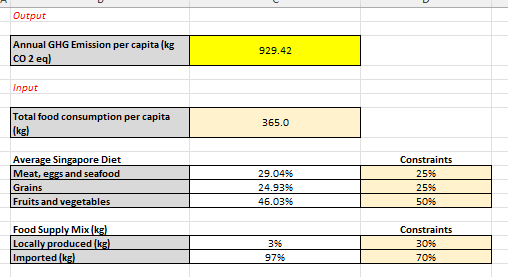 Output
Annual GHG Emission per capita (kg
CO 2 eq)
929.42
Input
Total food consumption per capita
(kg)
365.0
Average Singapore Diet Constraints
Meat, eggs and seafood 29.04% 25%
Grains 24.93% 25%
Fruits and vegetables 46.03% 50%
Food Supply Mix (kg) Constraints
Locally produced (kg) 3% 30%
Imported (kg) 97% 70%